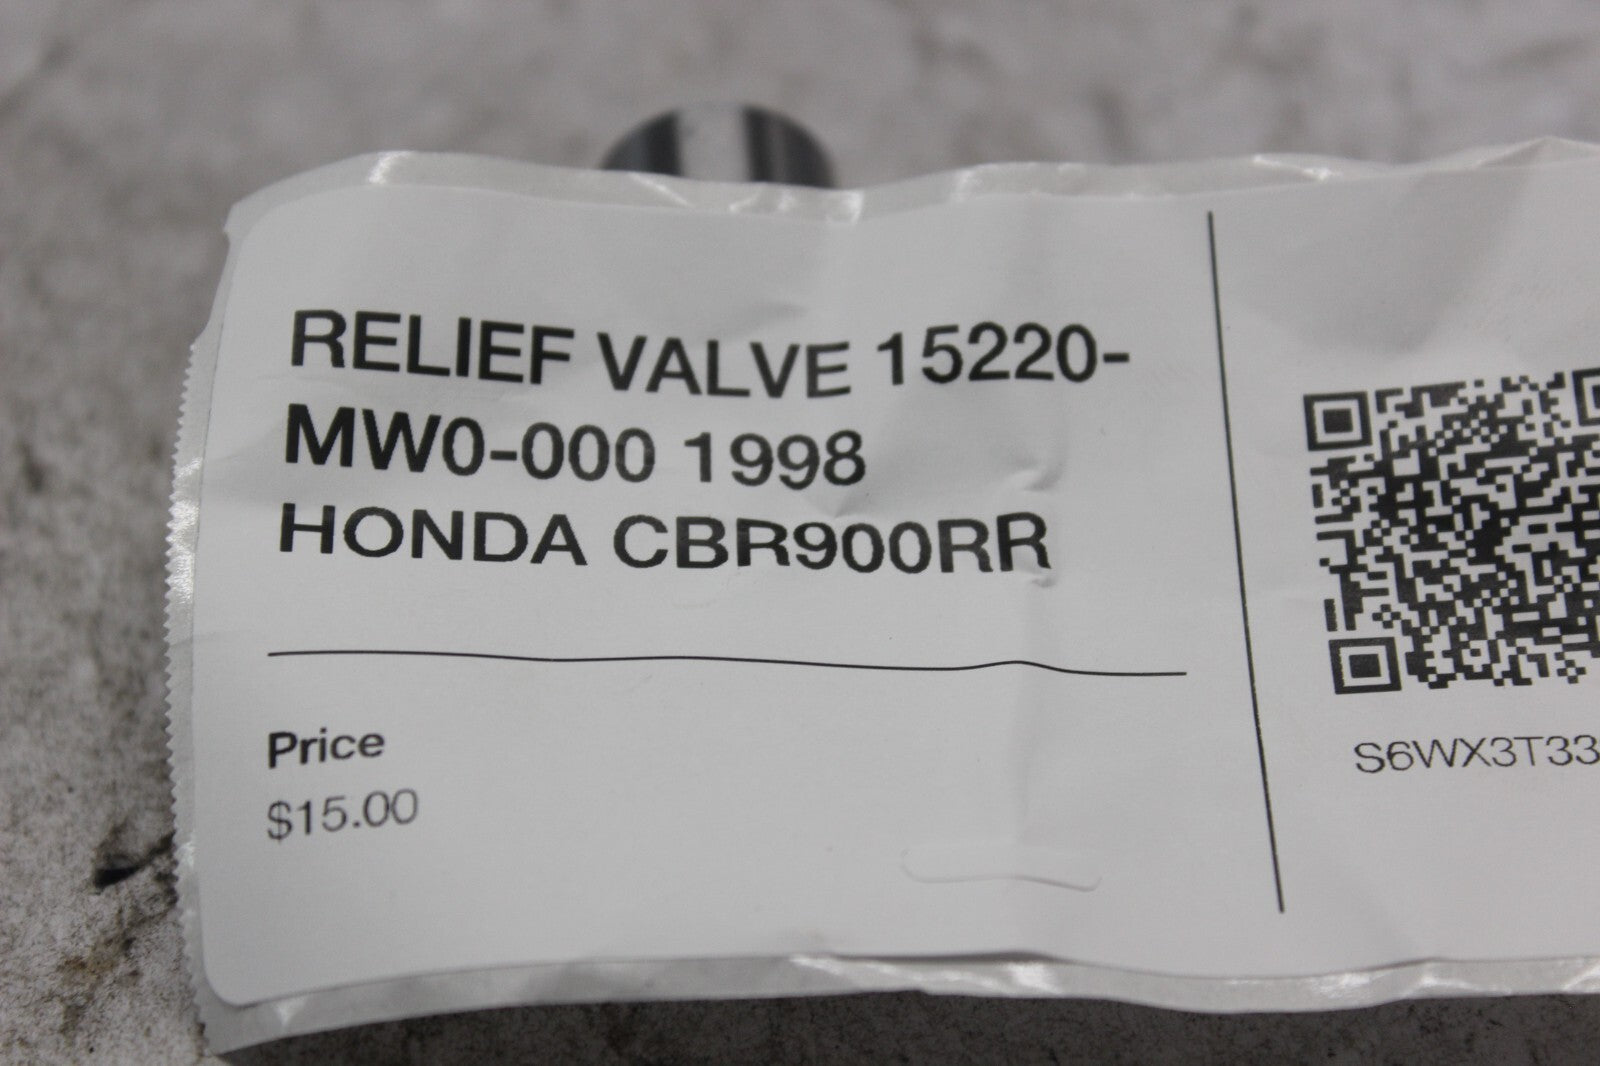 RELIEF VALVE 15220-
MW0-000 1998
HONDA CBR900RR
Price
$15.00
S6WX3T33